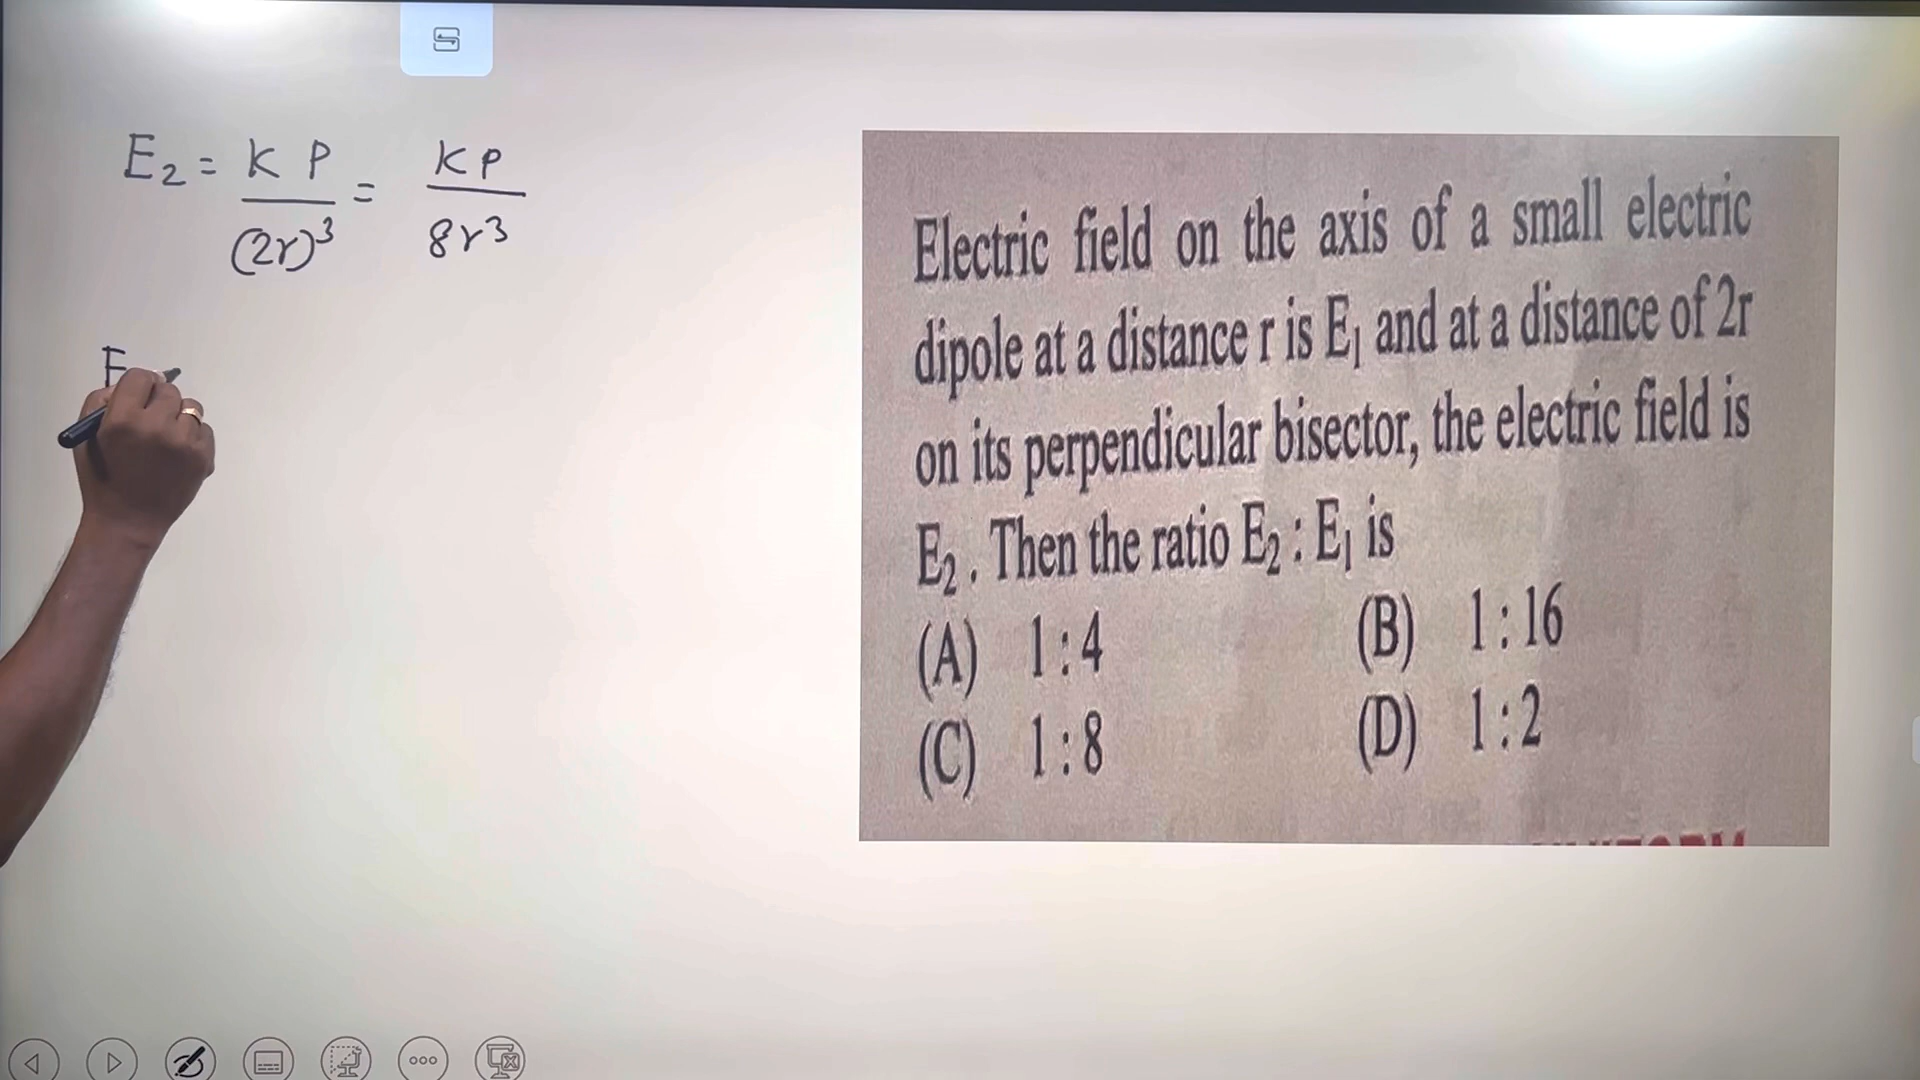 E₂ = K P / (2r)³ = K P / 8r³
E
Electric field on the axis of a small electric
dipole at a distance r is E₁ and at a distance of 2r
on its perpendicular bisector, the electric field is
E₂. Then the ratio E₂ : E₁ is
(A) 1 : 4 (B) 1 : 16
(C) 1 : 8 (D) 1 : 2